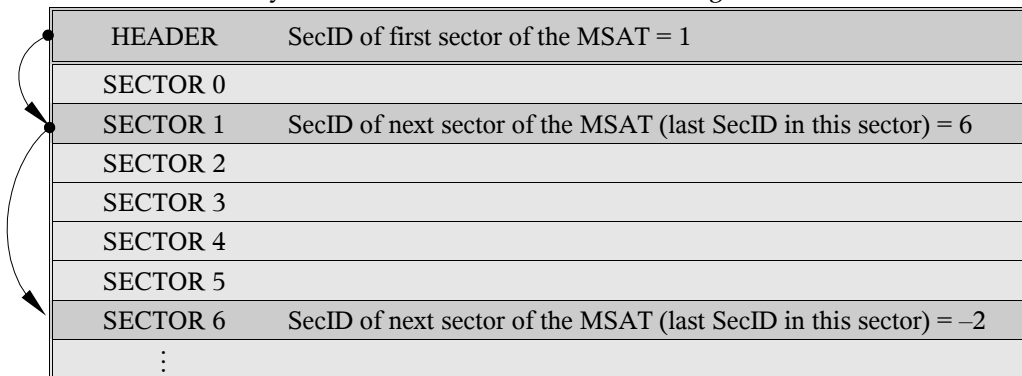 HEADER SecID of first sector of the MSAT = 1
SECTOR 0
SECTOR 1 SecID of next sector of the MSAT (last SecID in this sector) = 6
SECTOR 2
SECTOR 3
SECTOR 4
SECTOR 5
SECTOR 6 SecID of next sector of the MSAT (last SecID in this sector) = –2
⋮